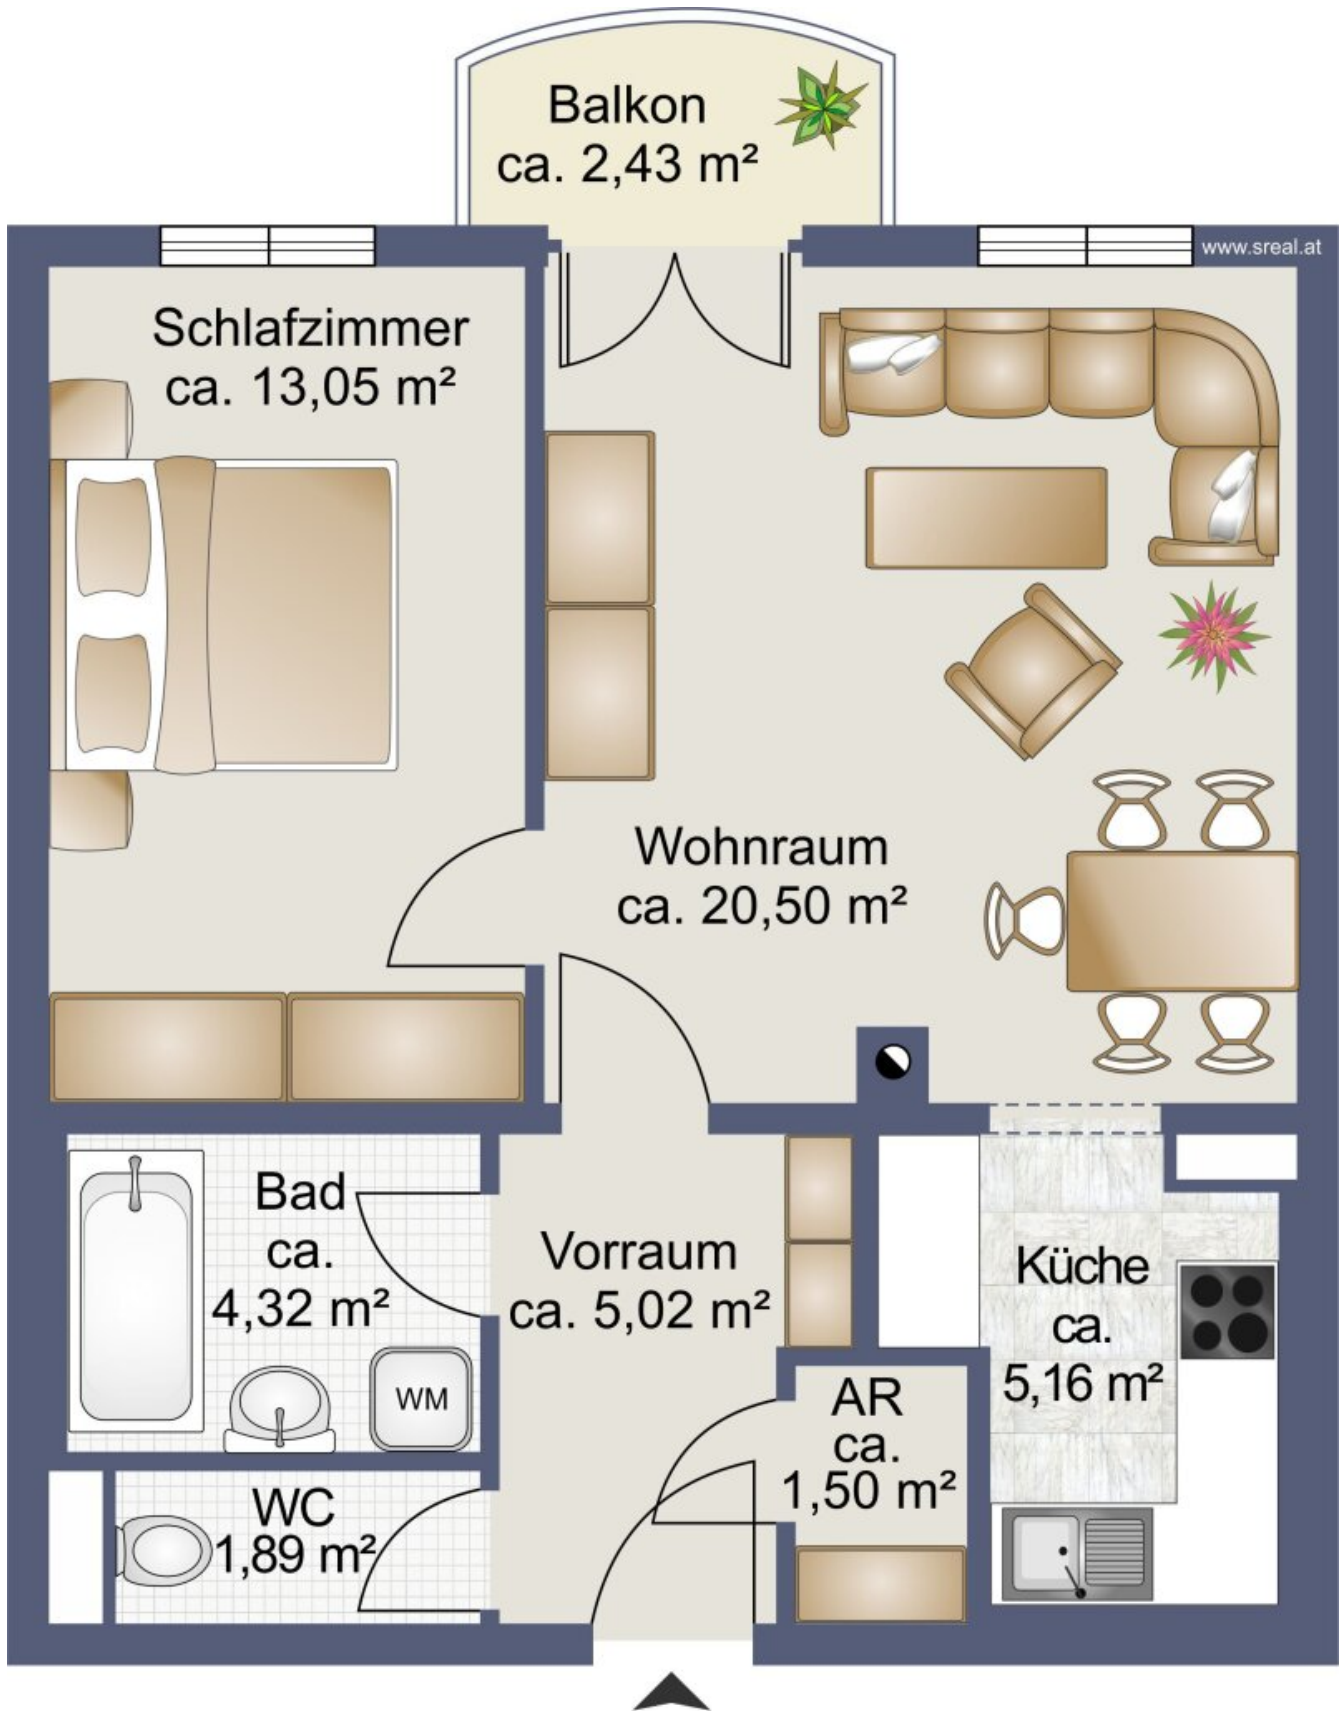 Balkon
ca. 2,43 m²
www.sreal.at
Schlafzimmer
ca. 13,05 m²
Wohnraum
ca. 20,50 m²
Bad
ca.
4,32 m²
Vorraum
ca. 5,02 m²
Küche
ca.
5,16 m²
WM
AR
ca.
1,50 m²
WC
1,89 m²